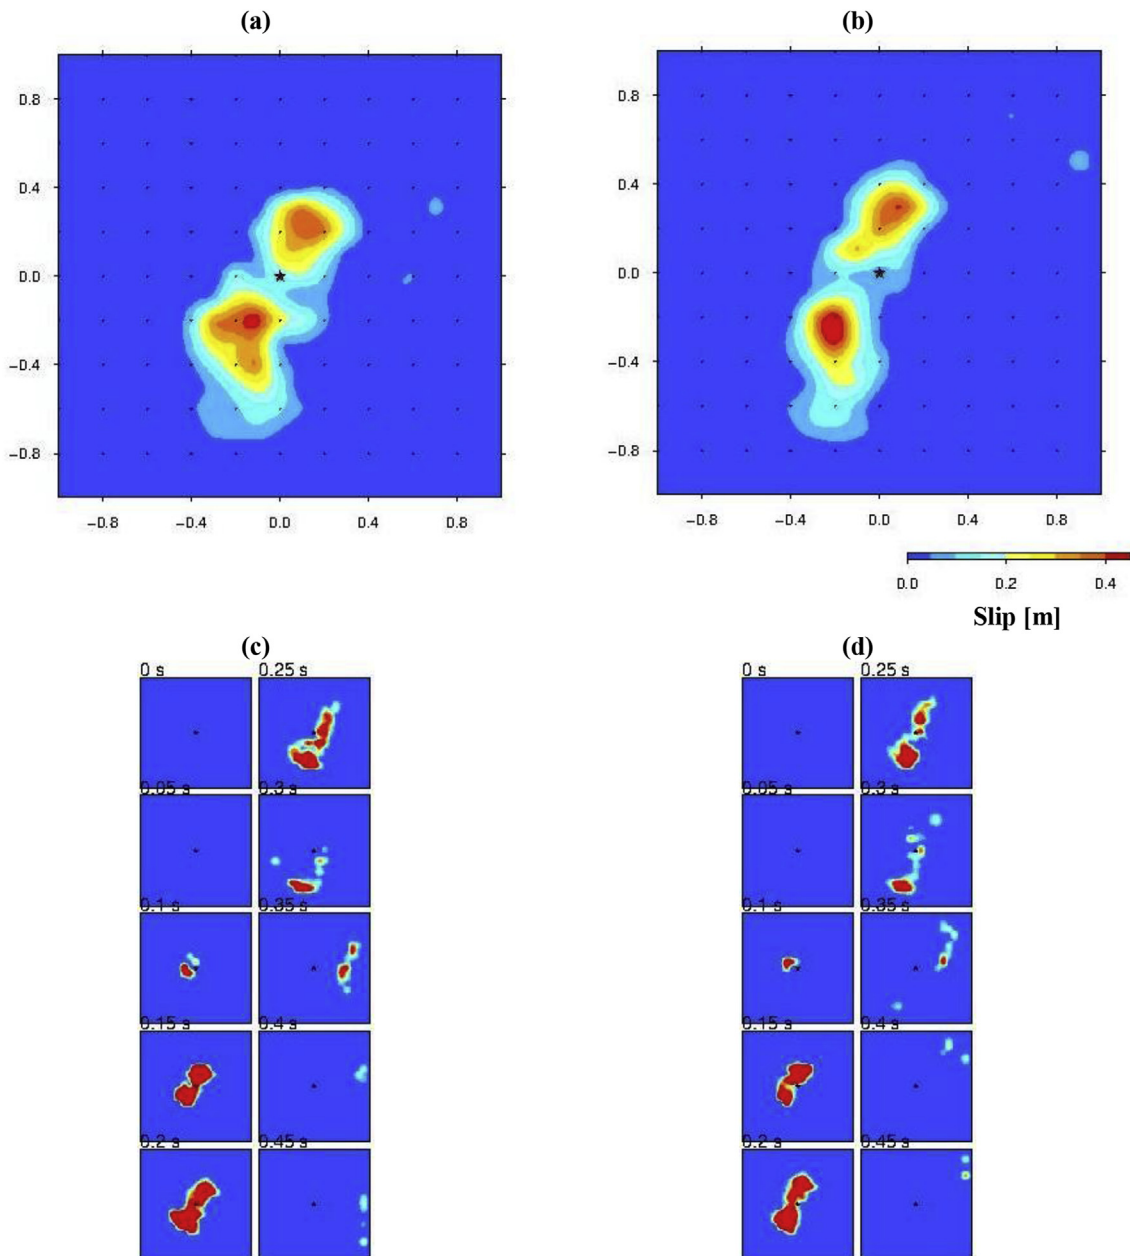 (a) (b)
0.8 0.8
0.4 0.4
0.0 0.0
-0.4 -0.4
-0.8 -0.8
-0.8 -0.4 0.0 0.4 0.8 -0.8 -0.4 0.0 0.4 0.8
0.0 0.2 0.4
Slip [m]
(c) (d)
0 s 0.25 s 0 s 0.25 s
0.05 s 0.3 s 0.05 s 0.3 s
0.1 s 0.35 s 0.1 s 0.35 s
0.15 s 0.4 s 0.15 s 0.4 s
0.2 s 0.45 s 0.2 s 0.45 s